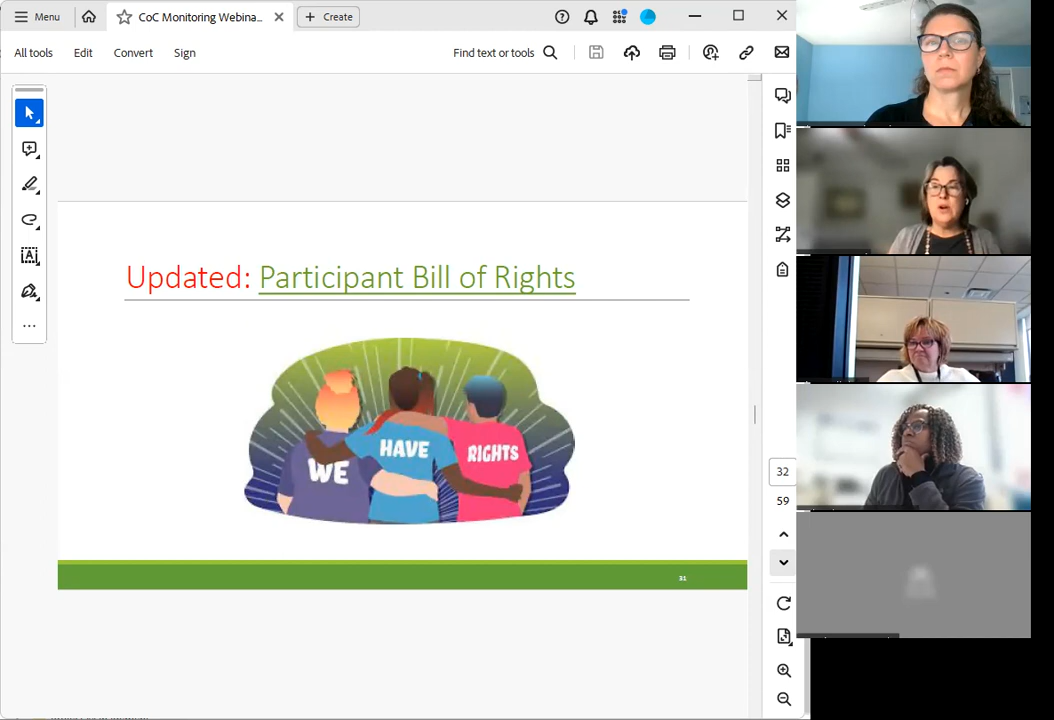 Menu
CoC Monitoring Webina...
Create
All tools
Edit
Convert
Sign
Find text or tools
Updated: Participant Bill of Rights
WE
HAVE
RIGHTS
31
32
59